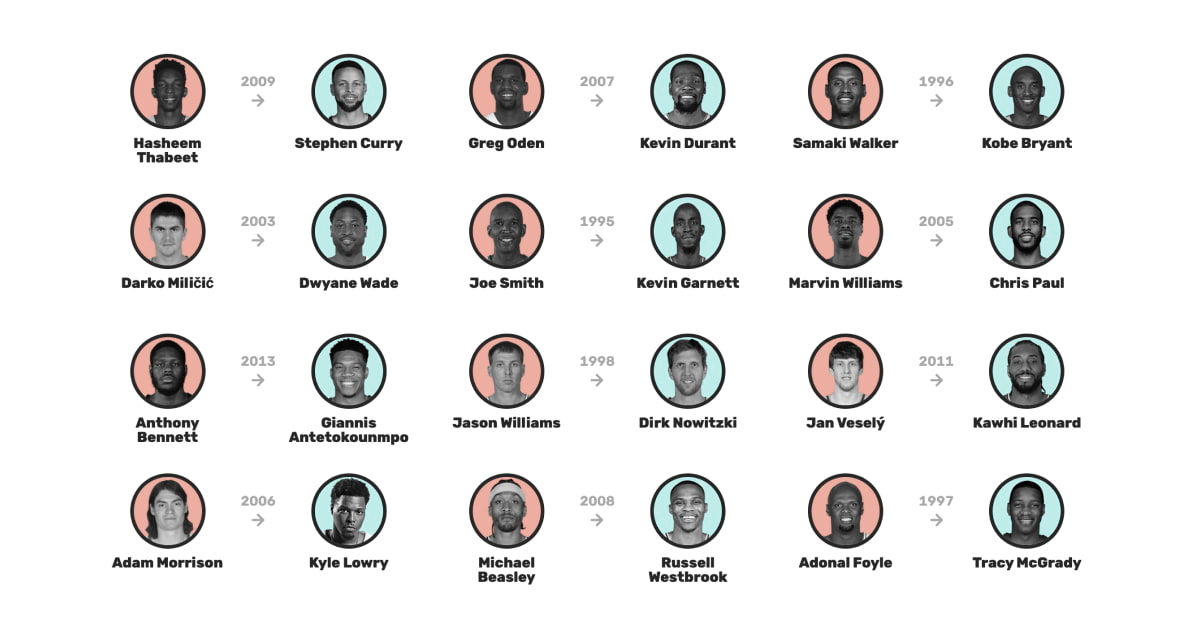 2009
→
2007
→
1996
→
Hasheem
Thabeet
Stephen Curry
Greg Oden
Kevin Durant
Samaki Walker
Kobe Bryant
2003
→
1995
→
2005
→
Darko Miličić
Dwyane Wade
Joe Smith
Kevin Garnett
Marvin Williams
Chris Paul
2013
→
1998
→
2011
→
Anthony
Bennett
Giannis
Antetokounmpo
Jason Williams
Dirk Nowitzki
Jan Veselý
Kawhi Leonard
2006
→
2008
→
1997
→
Adam Morrison
Kyle Lowry
Michael
Beasley
Russell
Westbrook
Adonal Foyle
Tracy McGrady